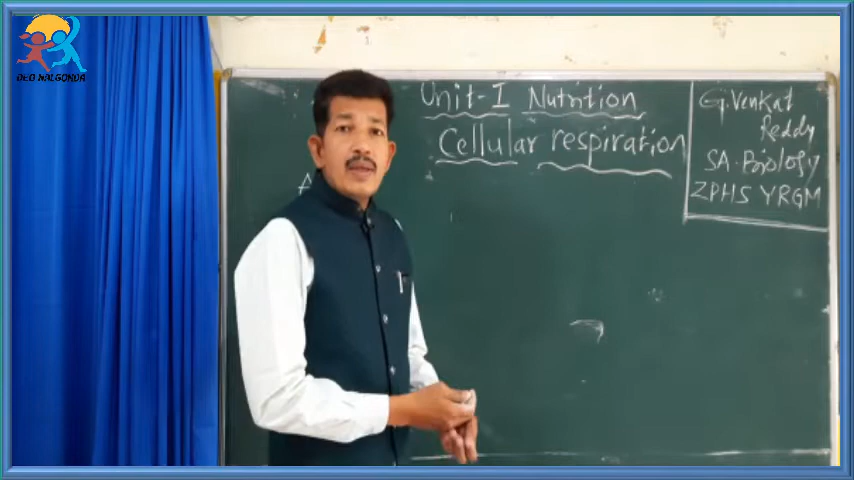 DEO NALGONDA
Unit-I Nutrition
Cellular respiration
G.Venkat
Reddy
SA.Biology
ZPHS YRGM
A